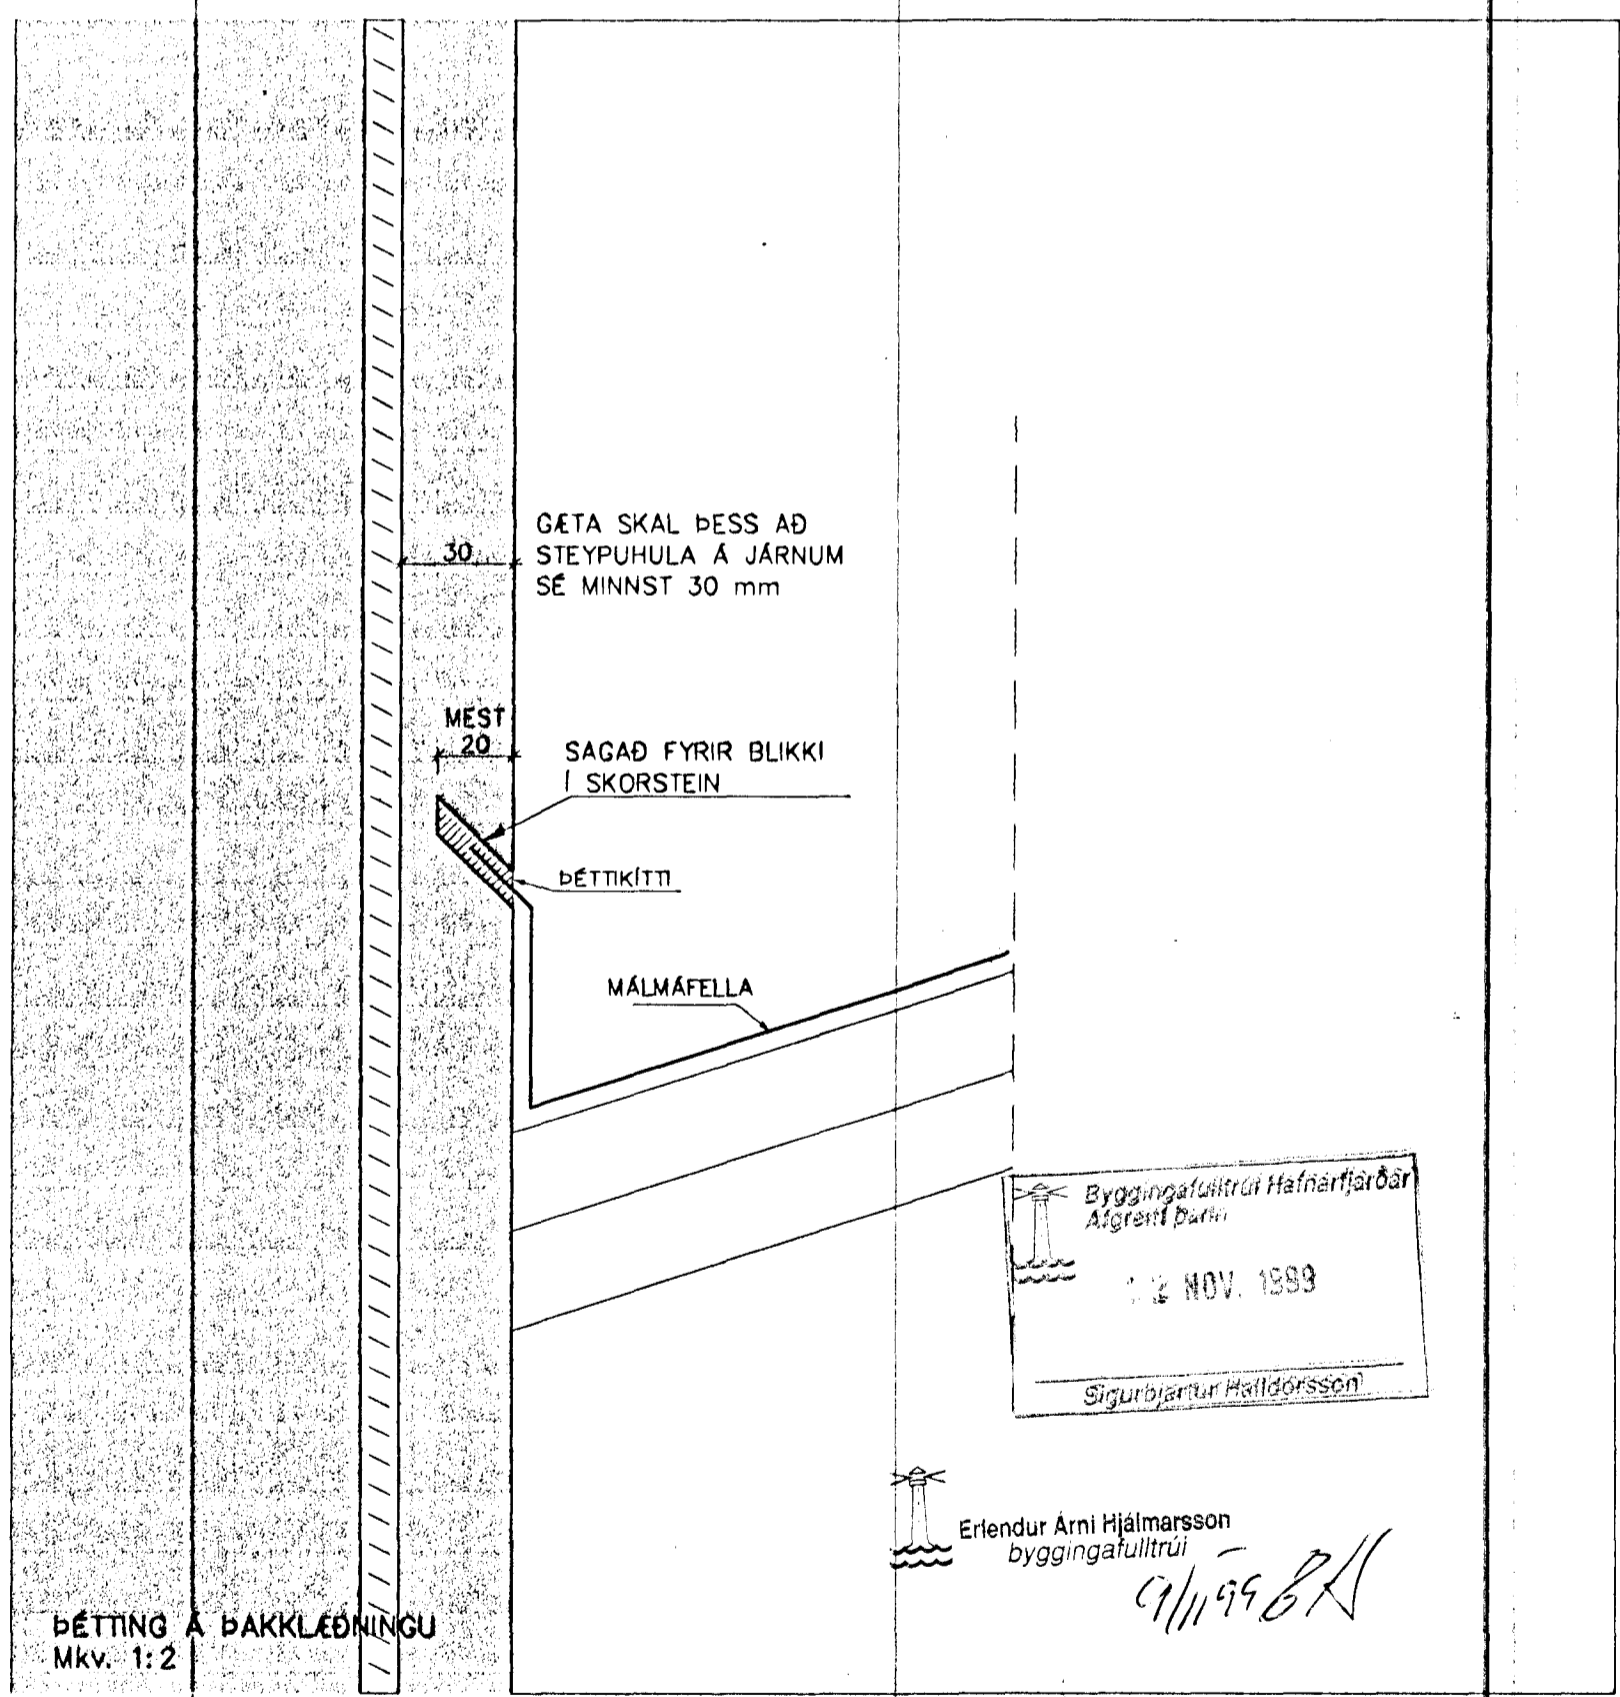 GÆTA SKAL ÞESS AÐ
30 STEYPUHULA Á JÁRNUM
SÉ MINNST 30 mm
MEST
20
SAGAÐ FYRIR BLIKKI
Í SKORSTEIN
ÞÉTTIKÍTTI
MÁLMÁFELLA
Byggingafulltrúi Hafnarfjarðar
Afgreitt þann
2 NOV. 1999
Sigurbjartur Halldórsson
Erlendur Árni Hjálmarsson
byggingafulltrúi
9/11 99
ÞÉTTING Á ÞAKKLÆÐNINGU
Mkv. 1:2